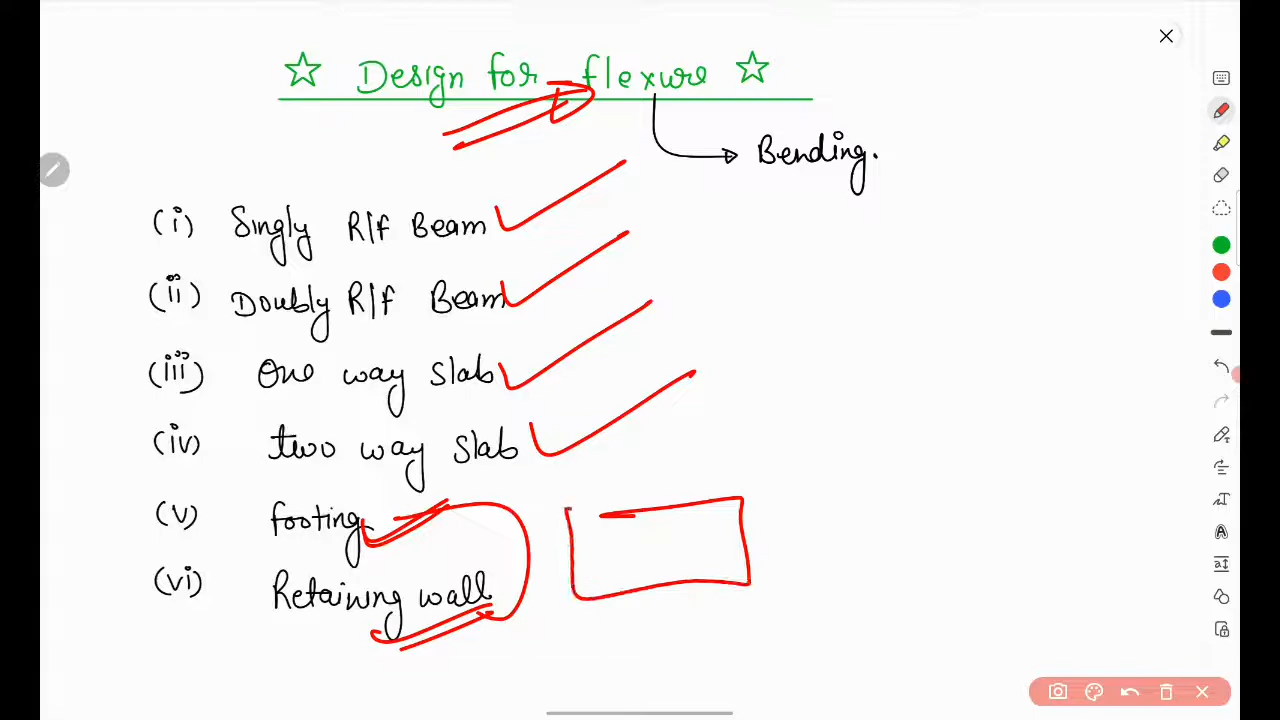 ☆ Design for flexure ☆
Bending.
(i) Singly R/f Beam
(ii) Doubly R/f Beam
(iii) One way Slab
(iv) two way Slab
(v) footing
(vi) Retaining wall